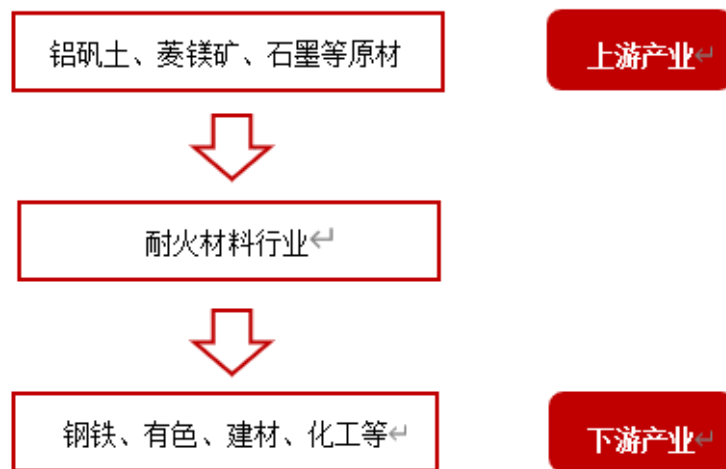 铝矾土、菱镁矿、石墨等原材
上游产业
耐火材料行业
钢铁、有色、建材、化工等
下游产业